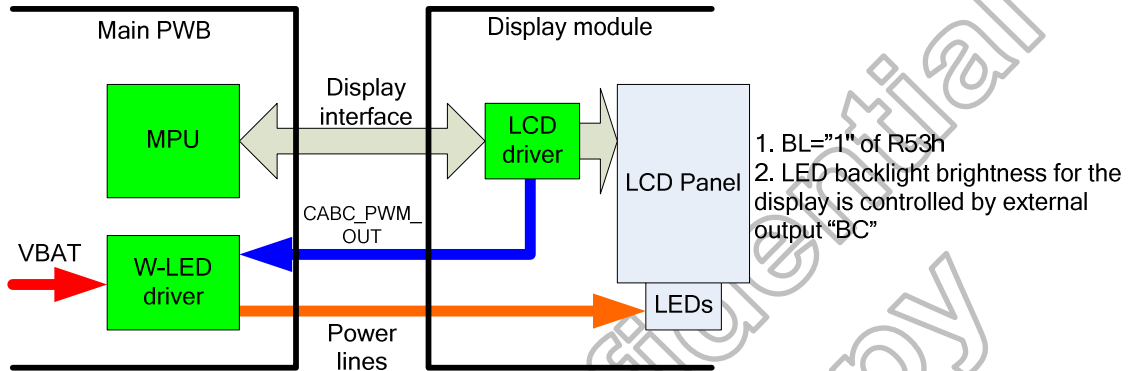 Main PWB
Display module
MPU
Display
interface
LCD
driver
LCD Panel
1. BL="1" of R53h
2. LED backlight brightness for the
display is controlled by external
output “BC”
CABC_PWM_
OUT
VBAT
W-LED
driver
LEDs
Power
lines